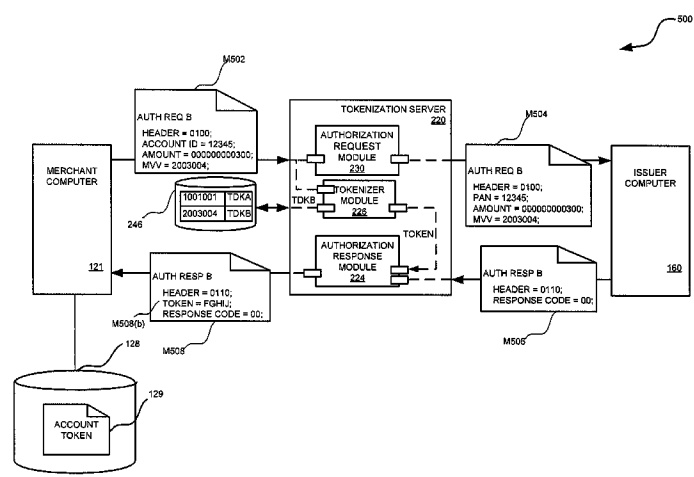 500
M502
AUTH REQ B
HEADER = 0100;
ACCOUNT ID = 12345;
AMOUNT = 000000000300;
MVV = 2003004;
TOKENIZATION SERVER
220
AUTHORIZATION
REQUEST
MODULE
230
M504
AUTH REQ B
HEADER = 0100;
PAN = 12345;
AMOUNT = 000000000300;
MVV = 2003004;
MERCHANT
COMPUTER
121
ISSUER
COMPUTER
160
1001001 TDKA
2003004 TDKB
246
TDKB
TOKENIZER
MODULE
226
TOKEN
AUTHORIZATION
RESPONSE
MODULE
224
AUTH RESP B
HEADER = 0110;
TOKEN = FGHIJ;
RESPONSE CODE = 00;
M508(b)
M508
AUTH RESP B
HEADER = 0110;
RESPONSE CODE = 00;
M506
128
129
ACCOUNT
TOKEN